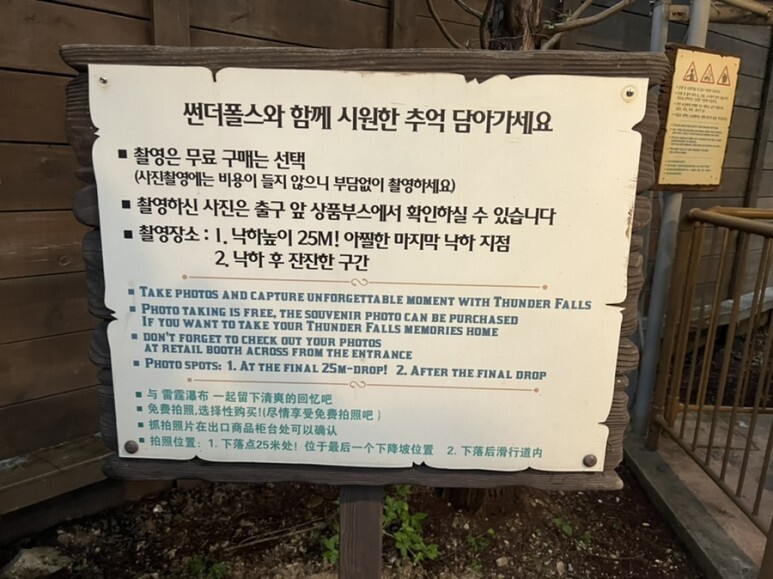 썬더폴스와 함께 시원한 추억 담아가세요
■ 촬영은 무료 구매는 선택
(사진촬영에는 비용이 들지 않으니 부담없이 촬영하세요)
■ 촬영하신 사진은 출구 앞 상품부스에서 확인하실 수 있습니다
■ 촬영장소 : 1. 낙하높이 25M! 아찔한 마지막 낙하 지점
2. 낙하 후 잔잔한 구간
■ TAKE PHOTOS AND CAPTURE UNFORGETTABLE MOMENT WITH THUNDER FALLS
■ PHOTO TAKING IS FREE, THE SOUVENIR PHOTO CAN BE PURCHASED
IF YOU WANT TO TAKE YOUR THUNDER FALLS MEMORIES HOME
■ DON'T FORGET TO CHECK OUT YOUR PHOTOS
AT RETAIL BOOTH ACROSS FROM THE ENTRANCE
■ PHOTO SPOTS: 1. AT THE FINAL 25M-DROP! 2. AFTER THE FINAL DROP
■ 与 雷霆瀑布 一起留下清爽的回忆吧
■ 免费拍照,选择性购买!(尽情享受免费拍照吧 )
■ 抓拍照片在出口商品柜台处可以确认
■ 拍照位置: 1. 下落点25米处! 位于最后一个下降坡位置 2. 下落后滑行道内